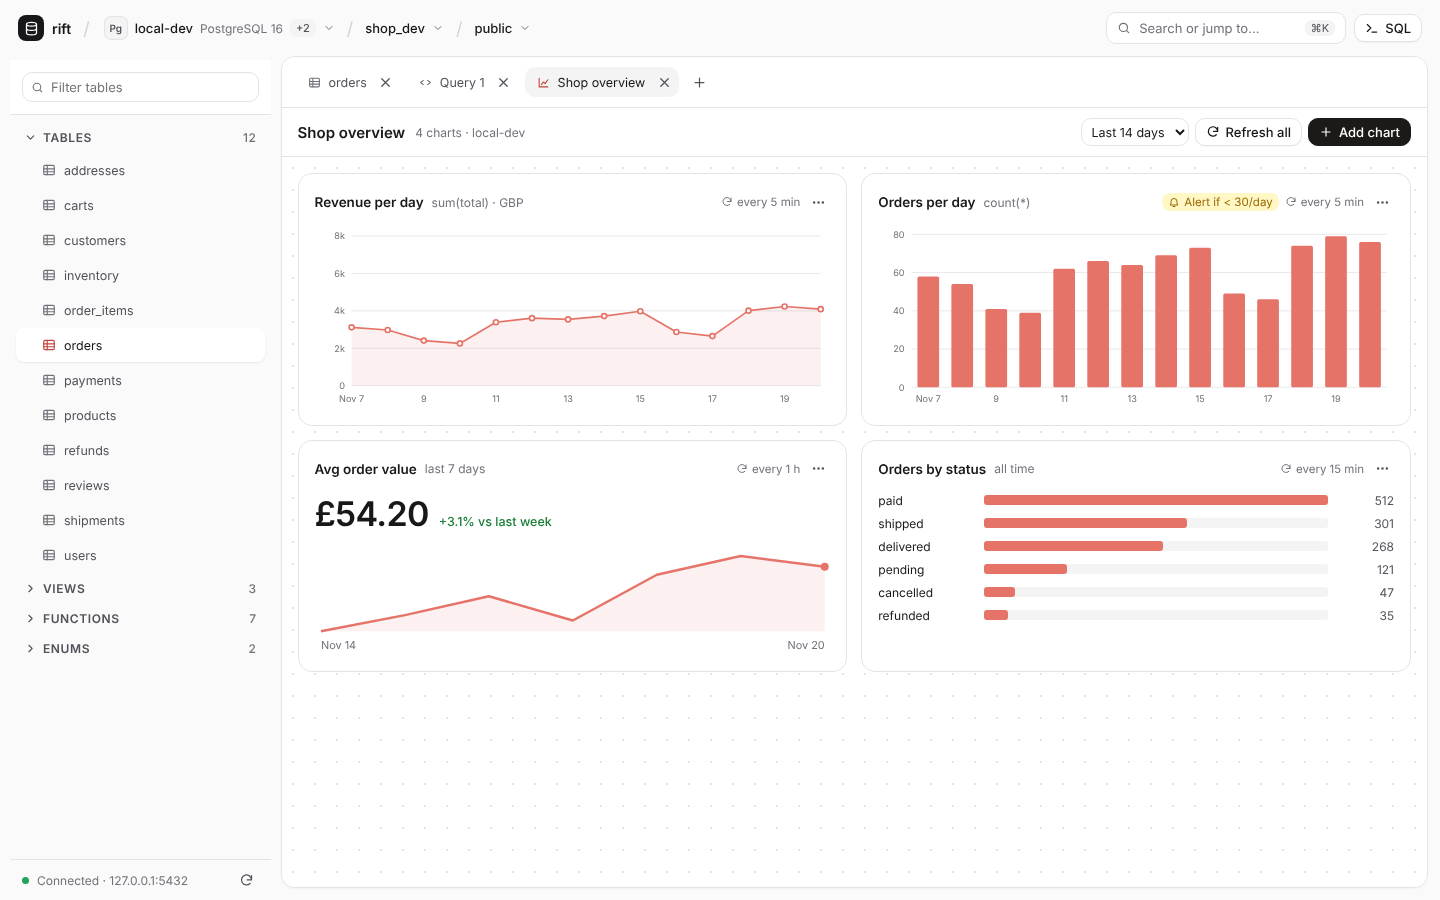 rift / Pg local-dev PostgreSQL 16 +2 / shop_dev / public
Search or jump to... ⌘K
SQL
Filter tables
TABLES 12
addresses
carts
customers
inventory
order_items
orders
payments
products
refunds
reviews
shipments
users
VIEWS 3
FUNCTIONS 7
ENUMS 2
Connected · 127.0.0.1:5432
orders
Query 1
Shop overview
Shop overview 4 charts · local-dev
Last 14 days
Refresh all
Add chart
Revenue per day sum(total) · GBP every 5 min
8k
6k
4k
2k
0
Nov 7 9 11 13 15 17 19
Orders per day count(*) Alert if < 30/day every 5 min
80
60
40
20
0
Nov 7 9 11 13 15 17 19
Avg order value last 7 days every 1 h
£54.20 +3.1% vs last week
Nov 14 Nov 20
Orders by status all time every 15 min
paid 512
shipped 301
delivered 268
pending 121
cancelled 47
refunded 35